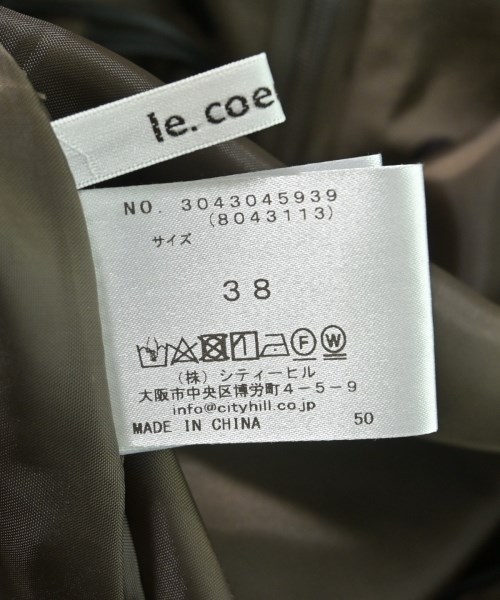 le.coe
NO. 3043045939
(8043113)
サイズ
38
F W
(株) シティーヒル
大阪市中央区博労町4-5-9
info@cityhill.co.jp
MADE IN CHINA 50